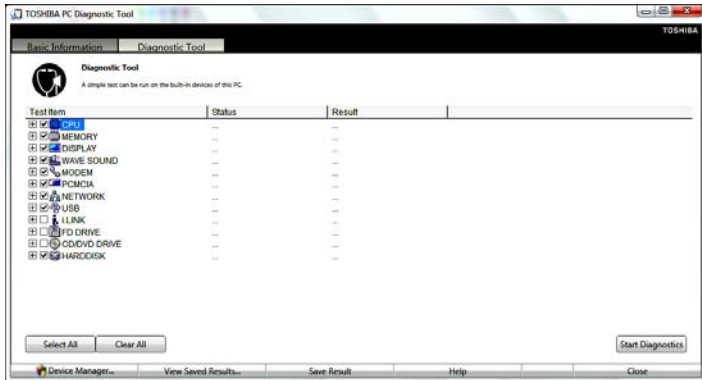 TOSHIBA PC Diagnostic Tool
TOSHIBA
Basic Information Diagnostic Tool
Diagnostic Tool
A simple test can be run on the built-in devices of this PC.
Test Item Status Result
CPU ... ...
MEMORY ... ...
DISPLAY ... ...
WAVE SOUND ... ...
MODEM ... ...
PCMCIA ... ...
NETWORK ... ...
USB ... ...
i.LINK ... ...
FD DRIVE ... ...
CD/DVD DRIVE ... ...
HARDDISK ... ...
Select All Clear All Start Diagnostics
Device Manager... View Saved Results... Save Result Help Close